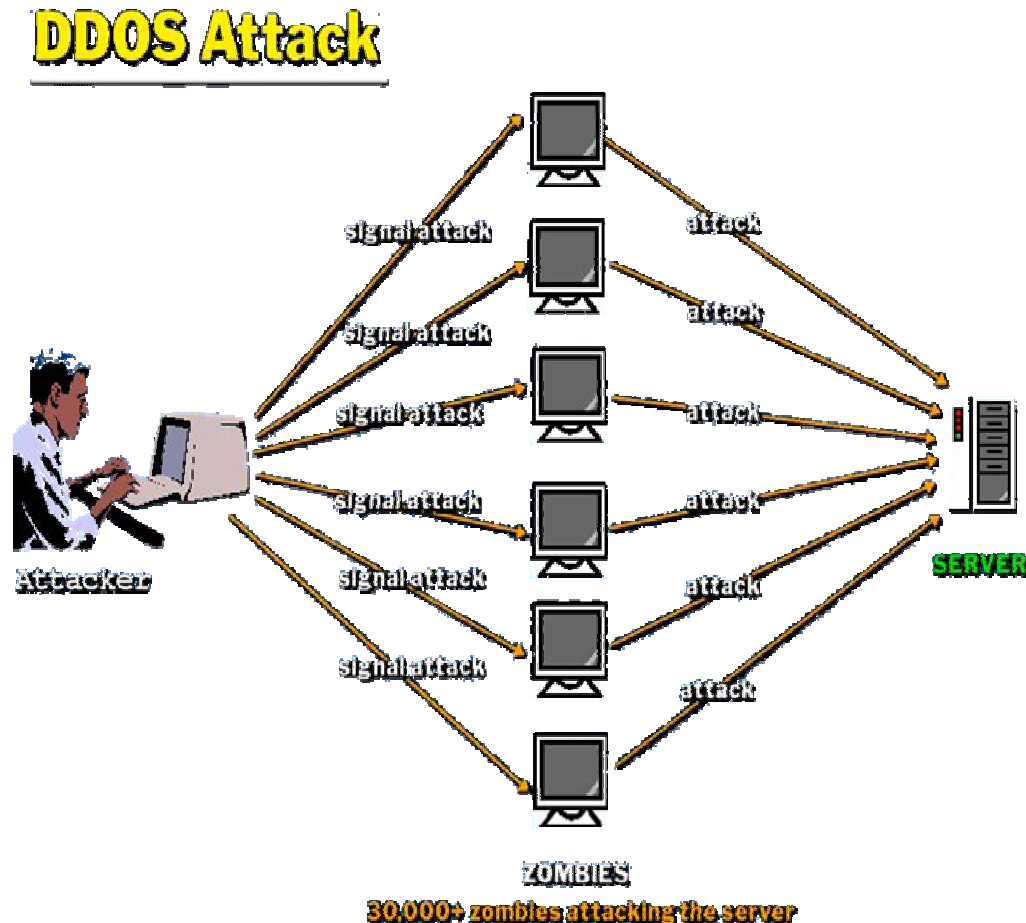 DDOS Attack
signal attack
attack
signal attack
attack
signal attack
attack
signal attack
attack
signal attack
attack
signal attack
attack
Attacker
SERVER
ZOMBIES
30,000+ zombies attacking the server